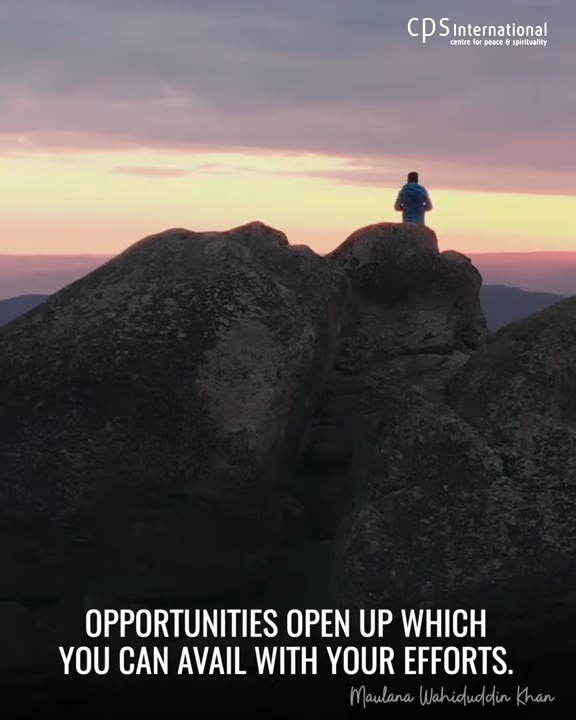 CPS International
centre for peace & spirituality
OPPORTUNITIES OPEN UP WHICH
YOU CAN AVAIL WITH YOUR EFFORTS.
Maulana Wahiduddin Khan